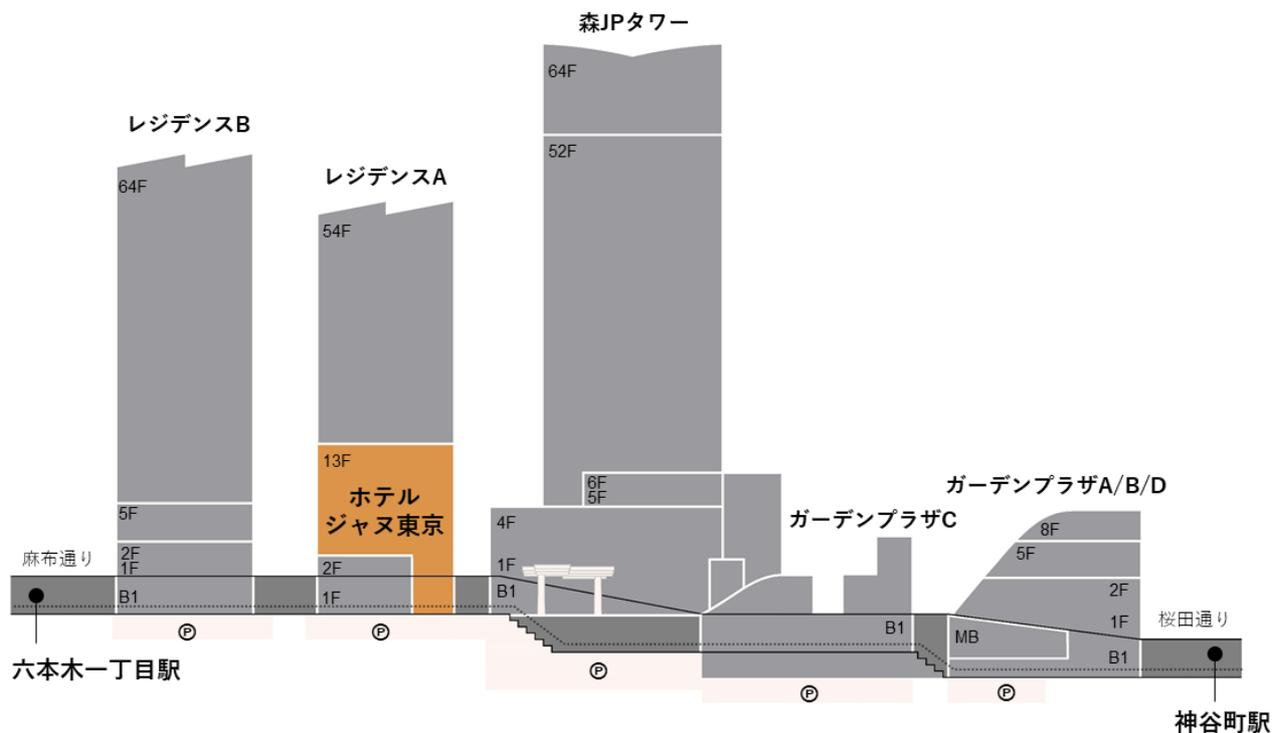 森JPタワー
64F
52F
6F
5F
4F
1F
B1
レジデンスB
64F
5F
2F
1F
B1
レジデンスA
54F
13F
ホテル
ジャヌ東京
2F
1F
ガーデンプラザC
B1
ガーデンプラザA/B/D
8F
5F
2F
1F
MB
B1
麻布通り
六本木一丁目駅
桜田通り
神谷町駅
P
P
P
P
P